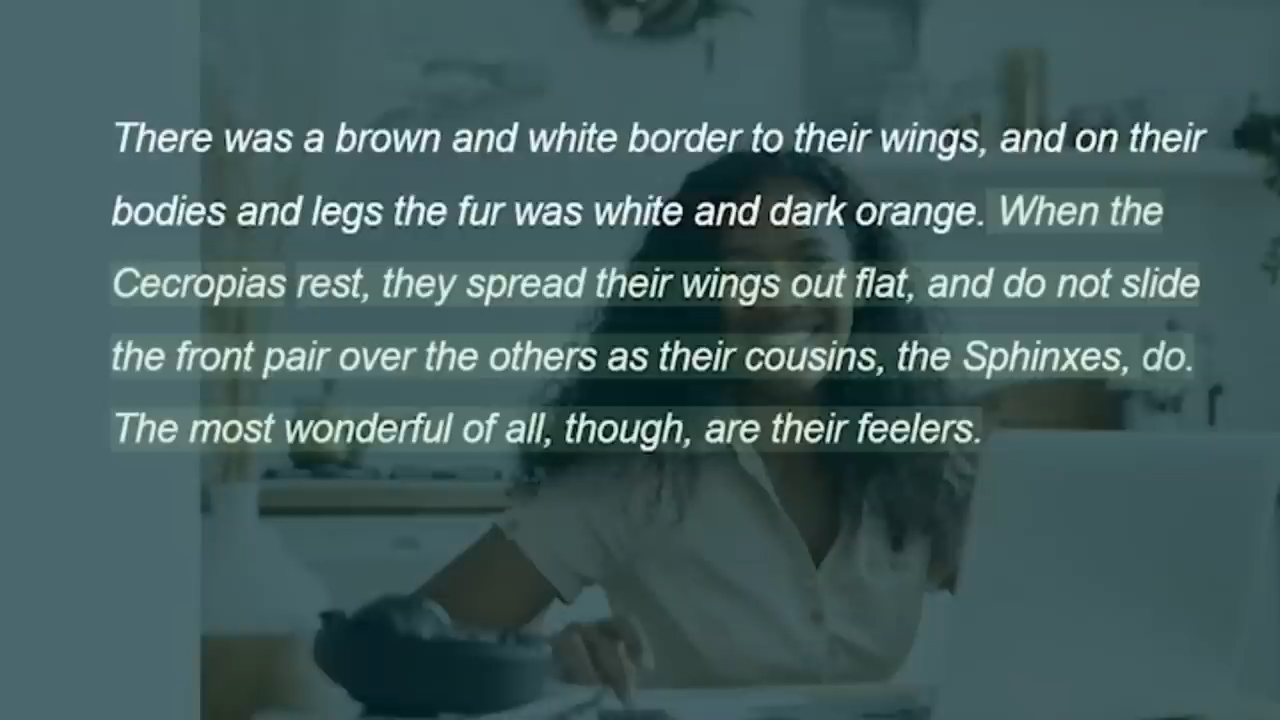 There was a brown and white border to their wings, and on their
bodies and legs the fur was white and dark orange. When the
Cecropias rest, they spread their wings out flat, and do not slide
the front pair over the others as their cousins, the Sphinxes, do.
The most wonderful of all, though, are their feelers.